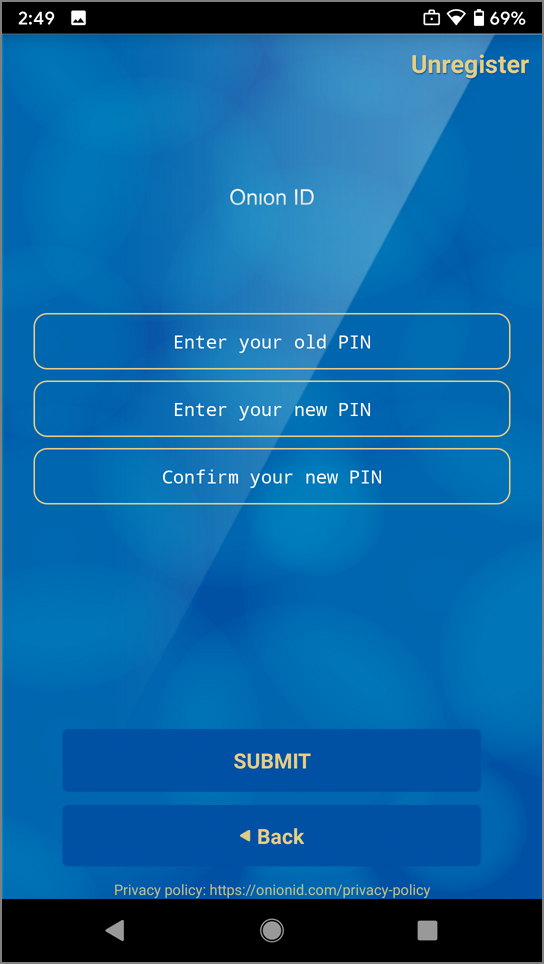 2:49 69%
Unregister
Onion ID
Enter your old PIN
Enter your new PIN
Confirm your new PIN
SUBMIT
Back
Privacy policy: https://onionid.com/privacy-policy